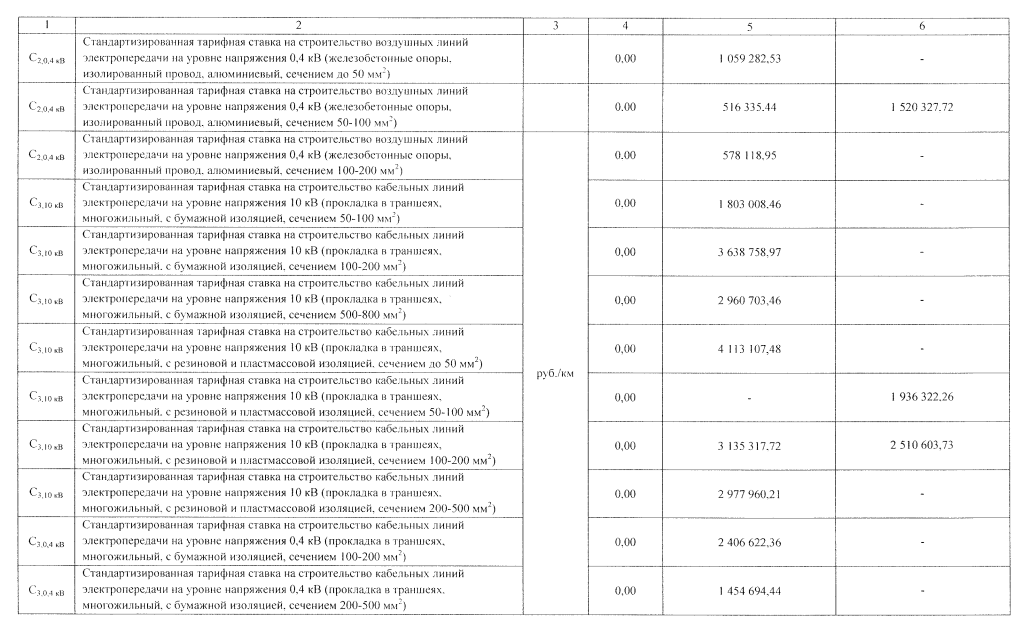 1 2 3 4 5 6
Стандартизированная тарифная ставка на строительство воздушных линий
С2,0,4 кВ электропередачи на уровне напряжения 0,4 кВ (железобетонные опоры, 0,00 1 059 282,53 -
изолированный провод, алюминиевый, сечением до 50 мм²)
Стандартизированная тарифная ставка на строительство воздушных линий
С2,0,4 кВ электропередачи на уровне напряжения 0,4 кВ (железобетонные опоры, 0,00 516 335,44 1 520 327,72
изолированный провод, алюминиевый, сечением 50-100 мм²)
Стандартизированная тарифная ставка на строительство воздушных линий
С2,0,4 кВ электропередачи на уровне напряжения 0,4 кВ (железобетонные опоры, 0,00 578 118,95 -
изолированный провод, алюминиевый, сечением 100-200 мм²)
Стандартизированная тарифная ставка на строительство кабельных линий
С3,10 кВ электропередачи на уровне напряжения 10 кВ (прокладка в траншеях, 0,00 1 803 008,46 -
многожильный, с бумажной изоляцией, сечением 50-100 мм²)
Стандартизированная тарифная ставка на строительство кабельных линий
С3,10 кВ электропередачи на уровне напряжения 10 кВ (прокладка в траншеях, 0,00 3 638 758,97 -
многожильный, с бумажной изоляцией, сечением 100-200 мм²)
Стандартизированная тарифная ставка на строительство кабельных линий
С3,10 кВ электропередачи на уровне напряжения 10 кВ (прокладка в траншеях, 0,00 2 960 703,46 -
многожильный, с бумажной изоляцией, сечением 500-800 мм²)
Стандартизированная тарифная ставка на строительство кабельных линий
С3,10 кВ электропередачи на уровне напряжения 10 кВ (прокладка в траншеях, 0,00 4 113 107,48 -
многожильный, с резиновой и пластмассовой изоляцией, сечением до 50 мм²)
руб./км
Стандартизированная тарифная ставка на строительство кабельных линий
С3,10 кВ электропередачи на уровне напряжения 10 кВ (прокладка в траншеях, 0,00 - 1 936 322,26
многожильный, с резиновой и пластмассовой изоляцией, сечением 50-100 мм²)
Стандартизированная тарифная ставка на строительство кабельных линий
С3,10 кВ электропередачи на уровне напряжения 10 кВ (прокладка в траншеях, 0,00 3 135 317,72 2 510 603,73
многожильный, с резиновой и пластмассовой изоляцией, сечением 100-200 мм²)
Стандартизированная тарифная ставка на строительство кабельных линий
С3,10 кВ электропередачи на уровне напряжения 10 кВ (прокладка в траншеях, 0,00 2 977 960,21 -
многожильный, с резиновой и пластмассовой изоляцией, сечением 200-500 мм²)
Стандартизированная тарифная ставка на строительство кабельных линий
С3,0,4 кВ электропередачи на уровне напряжения 0,4 кВ (прокладка в траншеях, 0,00 2 406 622,36 -
многожильный, с бумажной изоляцией, сечением 100-200 мм²)
Стандартизированная тарифная ставка на строительство кабельных линий
С3,0,4 кВ электропередачи на уровне напряжения 0,4 кВ (прокладка в траншеях, 0,00 1 454 694,44 -
многожильный, с бумажной изоляцией, сечением 200-500 мм²)